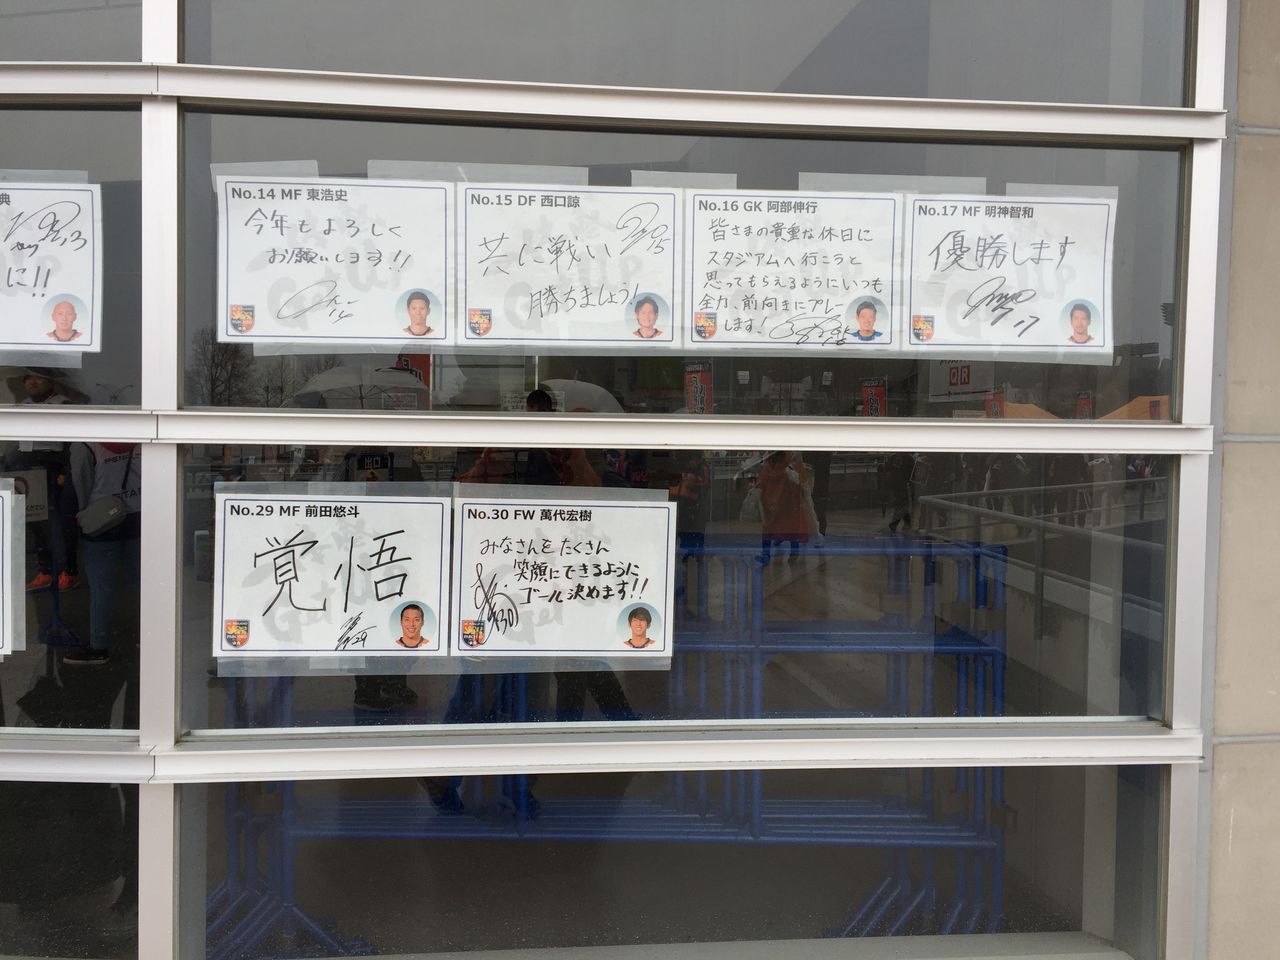 典
に!!
No.14 MF 東浩史
今年もよろしく
お願いします!!
No.15 DF 西口諒
共に戦い
勝ちましょう!
No.16 GK 阿部伸行
皆さまの貴重な休日に
スタジアムへ行こうと
思ってもらえるようにいつも
全力、前向きにプレー
します!
No.17 MF 明神智和
優勝します
No.29 MF 前田悠斗
覚悟
No.30 FW 萬代宏樹
みなさんをたくさん
笑顔にできるように
ゴール決めます!!
出口
QR